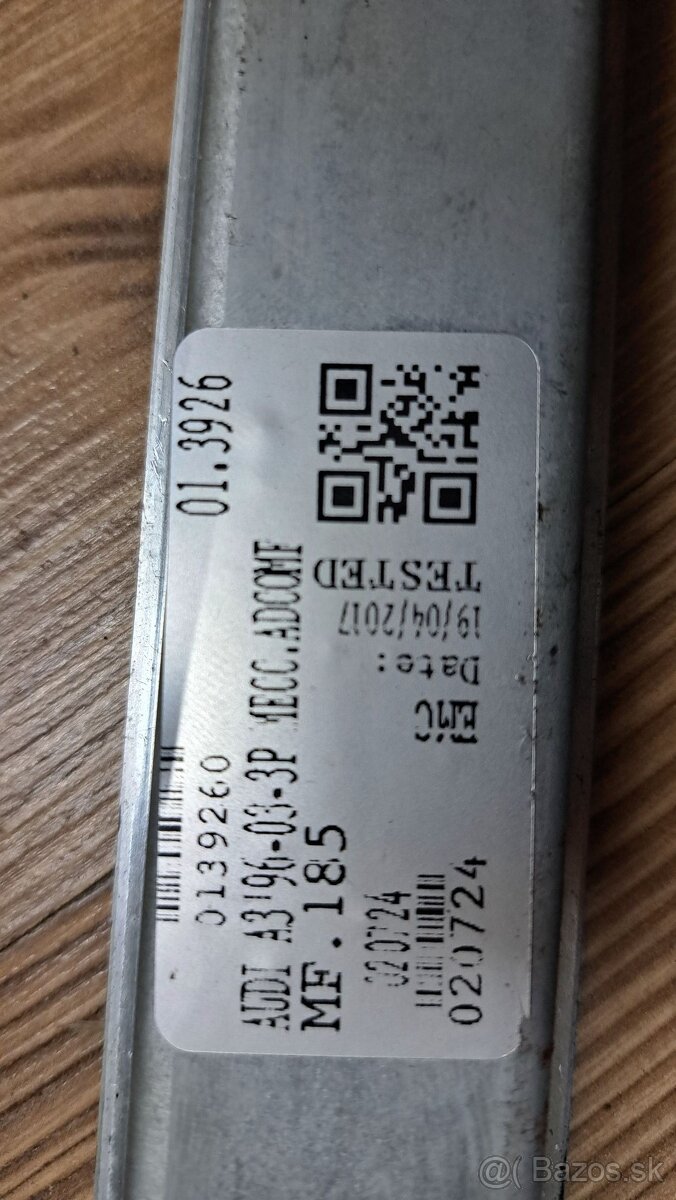 01.3926
0139260
AUDI A3'96-03-3P MECC.ADCOMF
MF.185
TESTED
19/04/2017
Date:
020724
020724
@( Bazos.sk